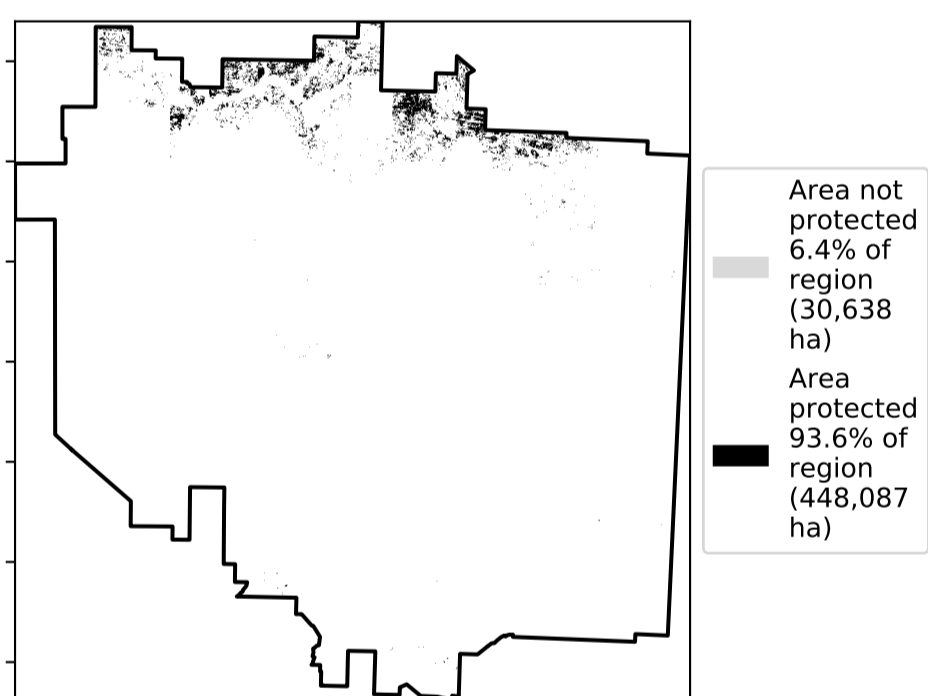 Area not
protected
6.4% of
region
(30,638
ha)
Area
protected
93.6% of
region
(448,087
ha)